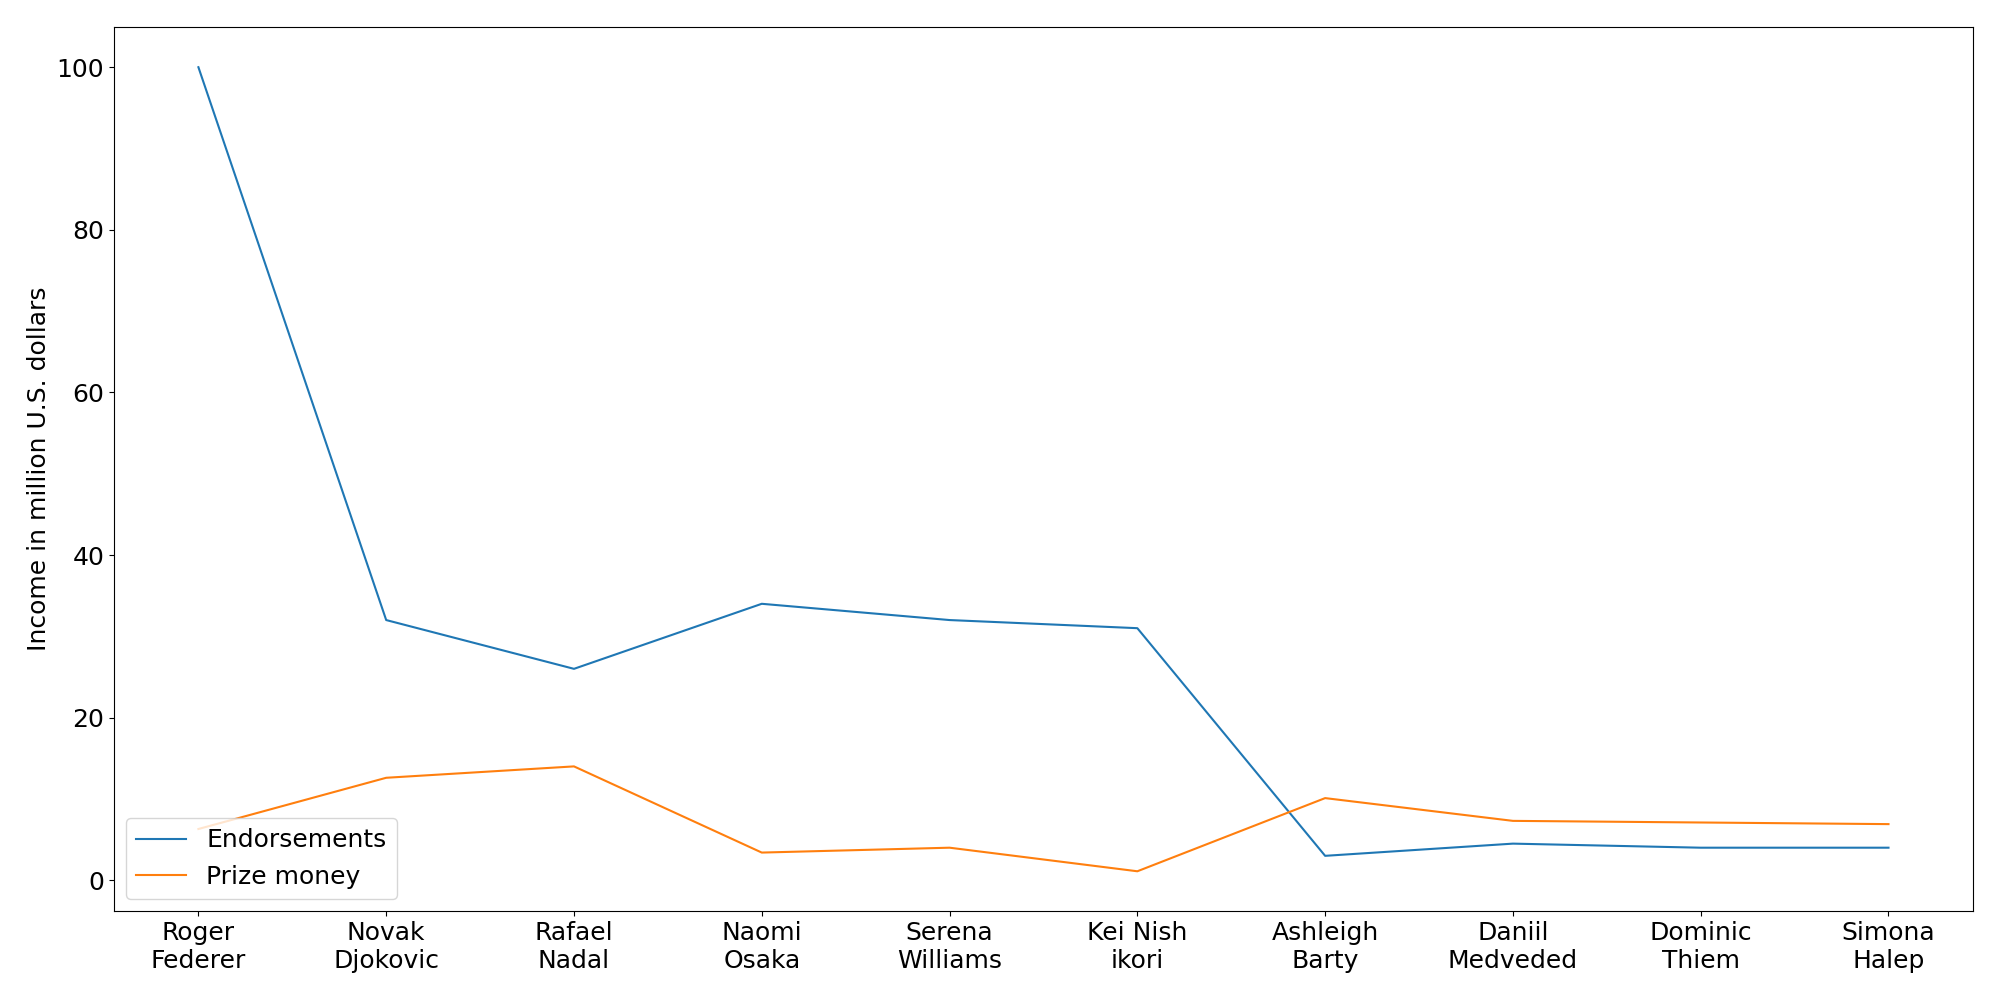 Income in million U.S. dollars
100
80
60
40
20
0
Endorsements
Prize money
Roger
Federer
Novak
Djokovic
Rafael
Nadal
Naomi
Osaka
Serena
Williams
Kei Nish
ikori
Ashleigh
Barty
Daniil
Medveded
Dominic
Thiem
Simona
Halep